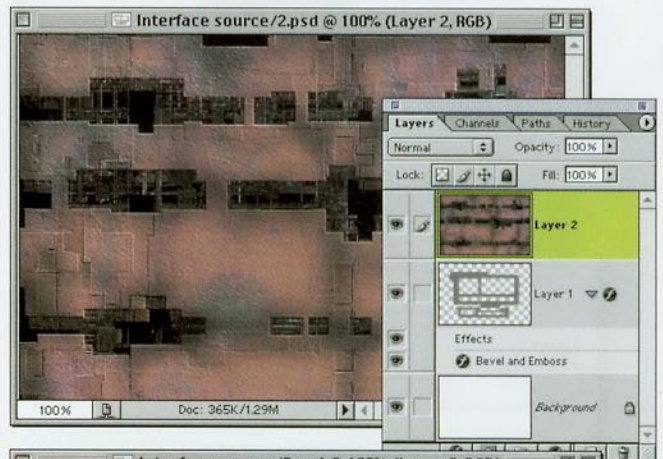 Interface source/2.psd @ 100% (Layer 2, RGB)
Layers Channels Paths History
Normal Opacity: 100%
Lock: Fill: 100%
Layer 2
Layer 1
Effects
Bevel and Emboss
Background
100% Doc: 365K/1.29M